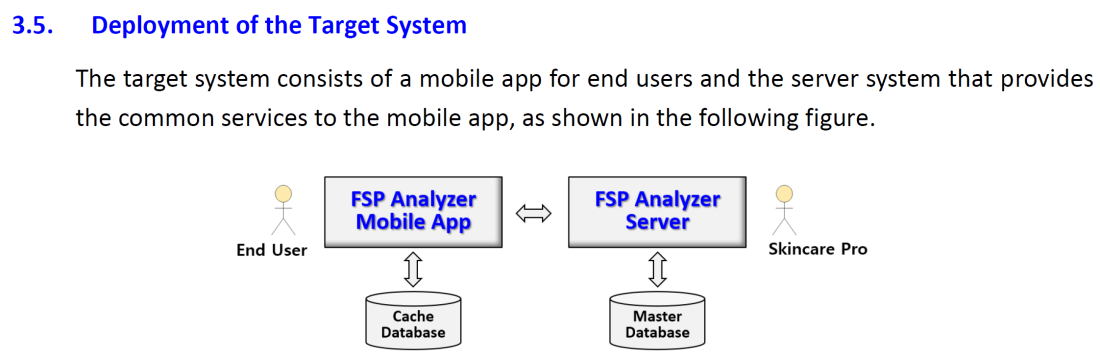 3.5. Deployment of the Target System
The target system consists of a mobile app for end users and the server system that provides
the common services to the mobile app, as shown in the following figure.
FSP Analyzer
Mobile App
FSP Analyzer
Server
End User
Skincare Pro
Cache
Database
Master
Database